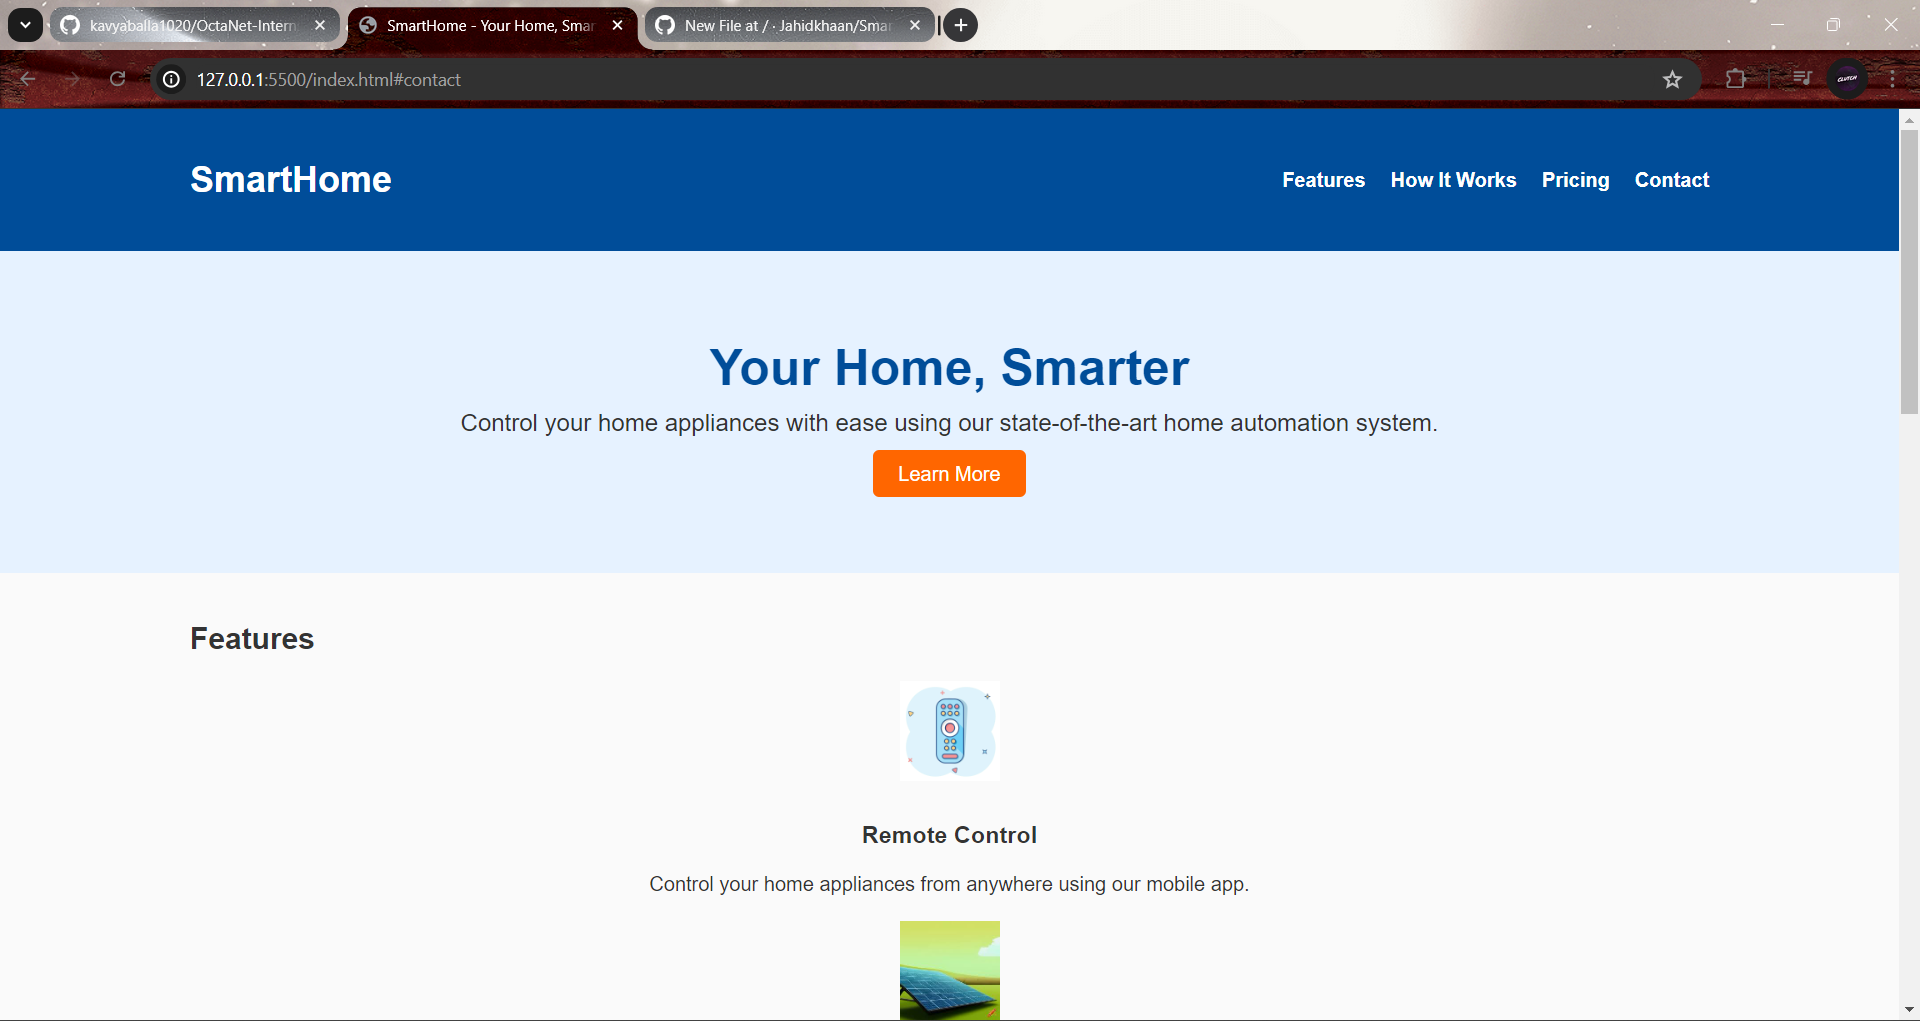 kavyaballa1020/OctaNet-Intern
SmartHome - Your Home, Smar
New File at / · Jahidkhaan/Smar
127.0.0.1:5500/index.html#contact
CLUTCH
SmartHome
Features
How It Works
Pricing
Contact
Your Home, Smarter
Control your home appliances with ease using our state-of-the-art home automation system.
Learn More
Features
Remote Control
Control your home appliances from anywhere using our mobile app.